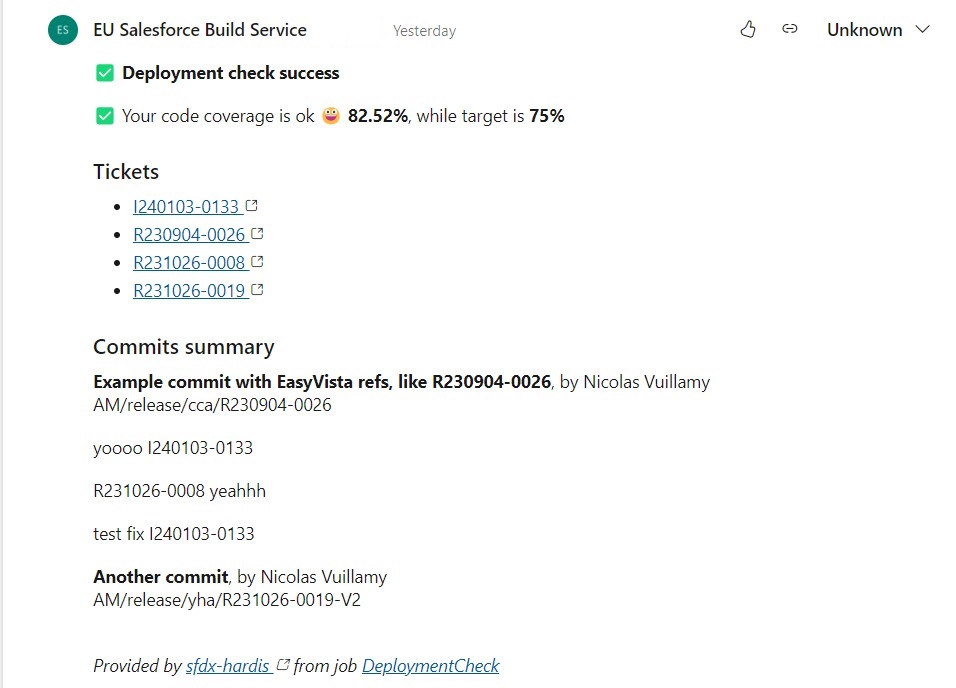 ES EU Salesforce Build Service Yesterday Unknown
Deployment check success
Your code coverage is ok 82.52%, while target is 75%
Tickets
I240103-0133
R230904-0026
R231026-0008
R231026-0019
Commits summary
Example commit with EasyVista refs, like R230904-0026, by Nicolas Vuillamy
AM/release/cca/R230904-0026
yoooo I240103-0133
R231026-0008 yeahhh
test fix I240103-0133
Another commit, by Nicolas Vuillamy
AM/release/yha/R231026-0019-V2
Provided by sfdx-hardis from job DeploymentCheck